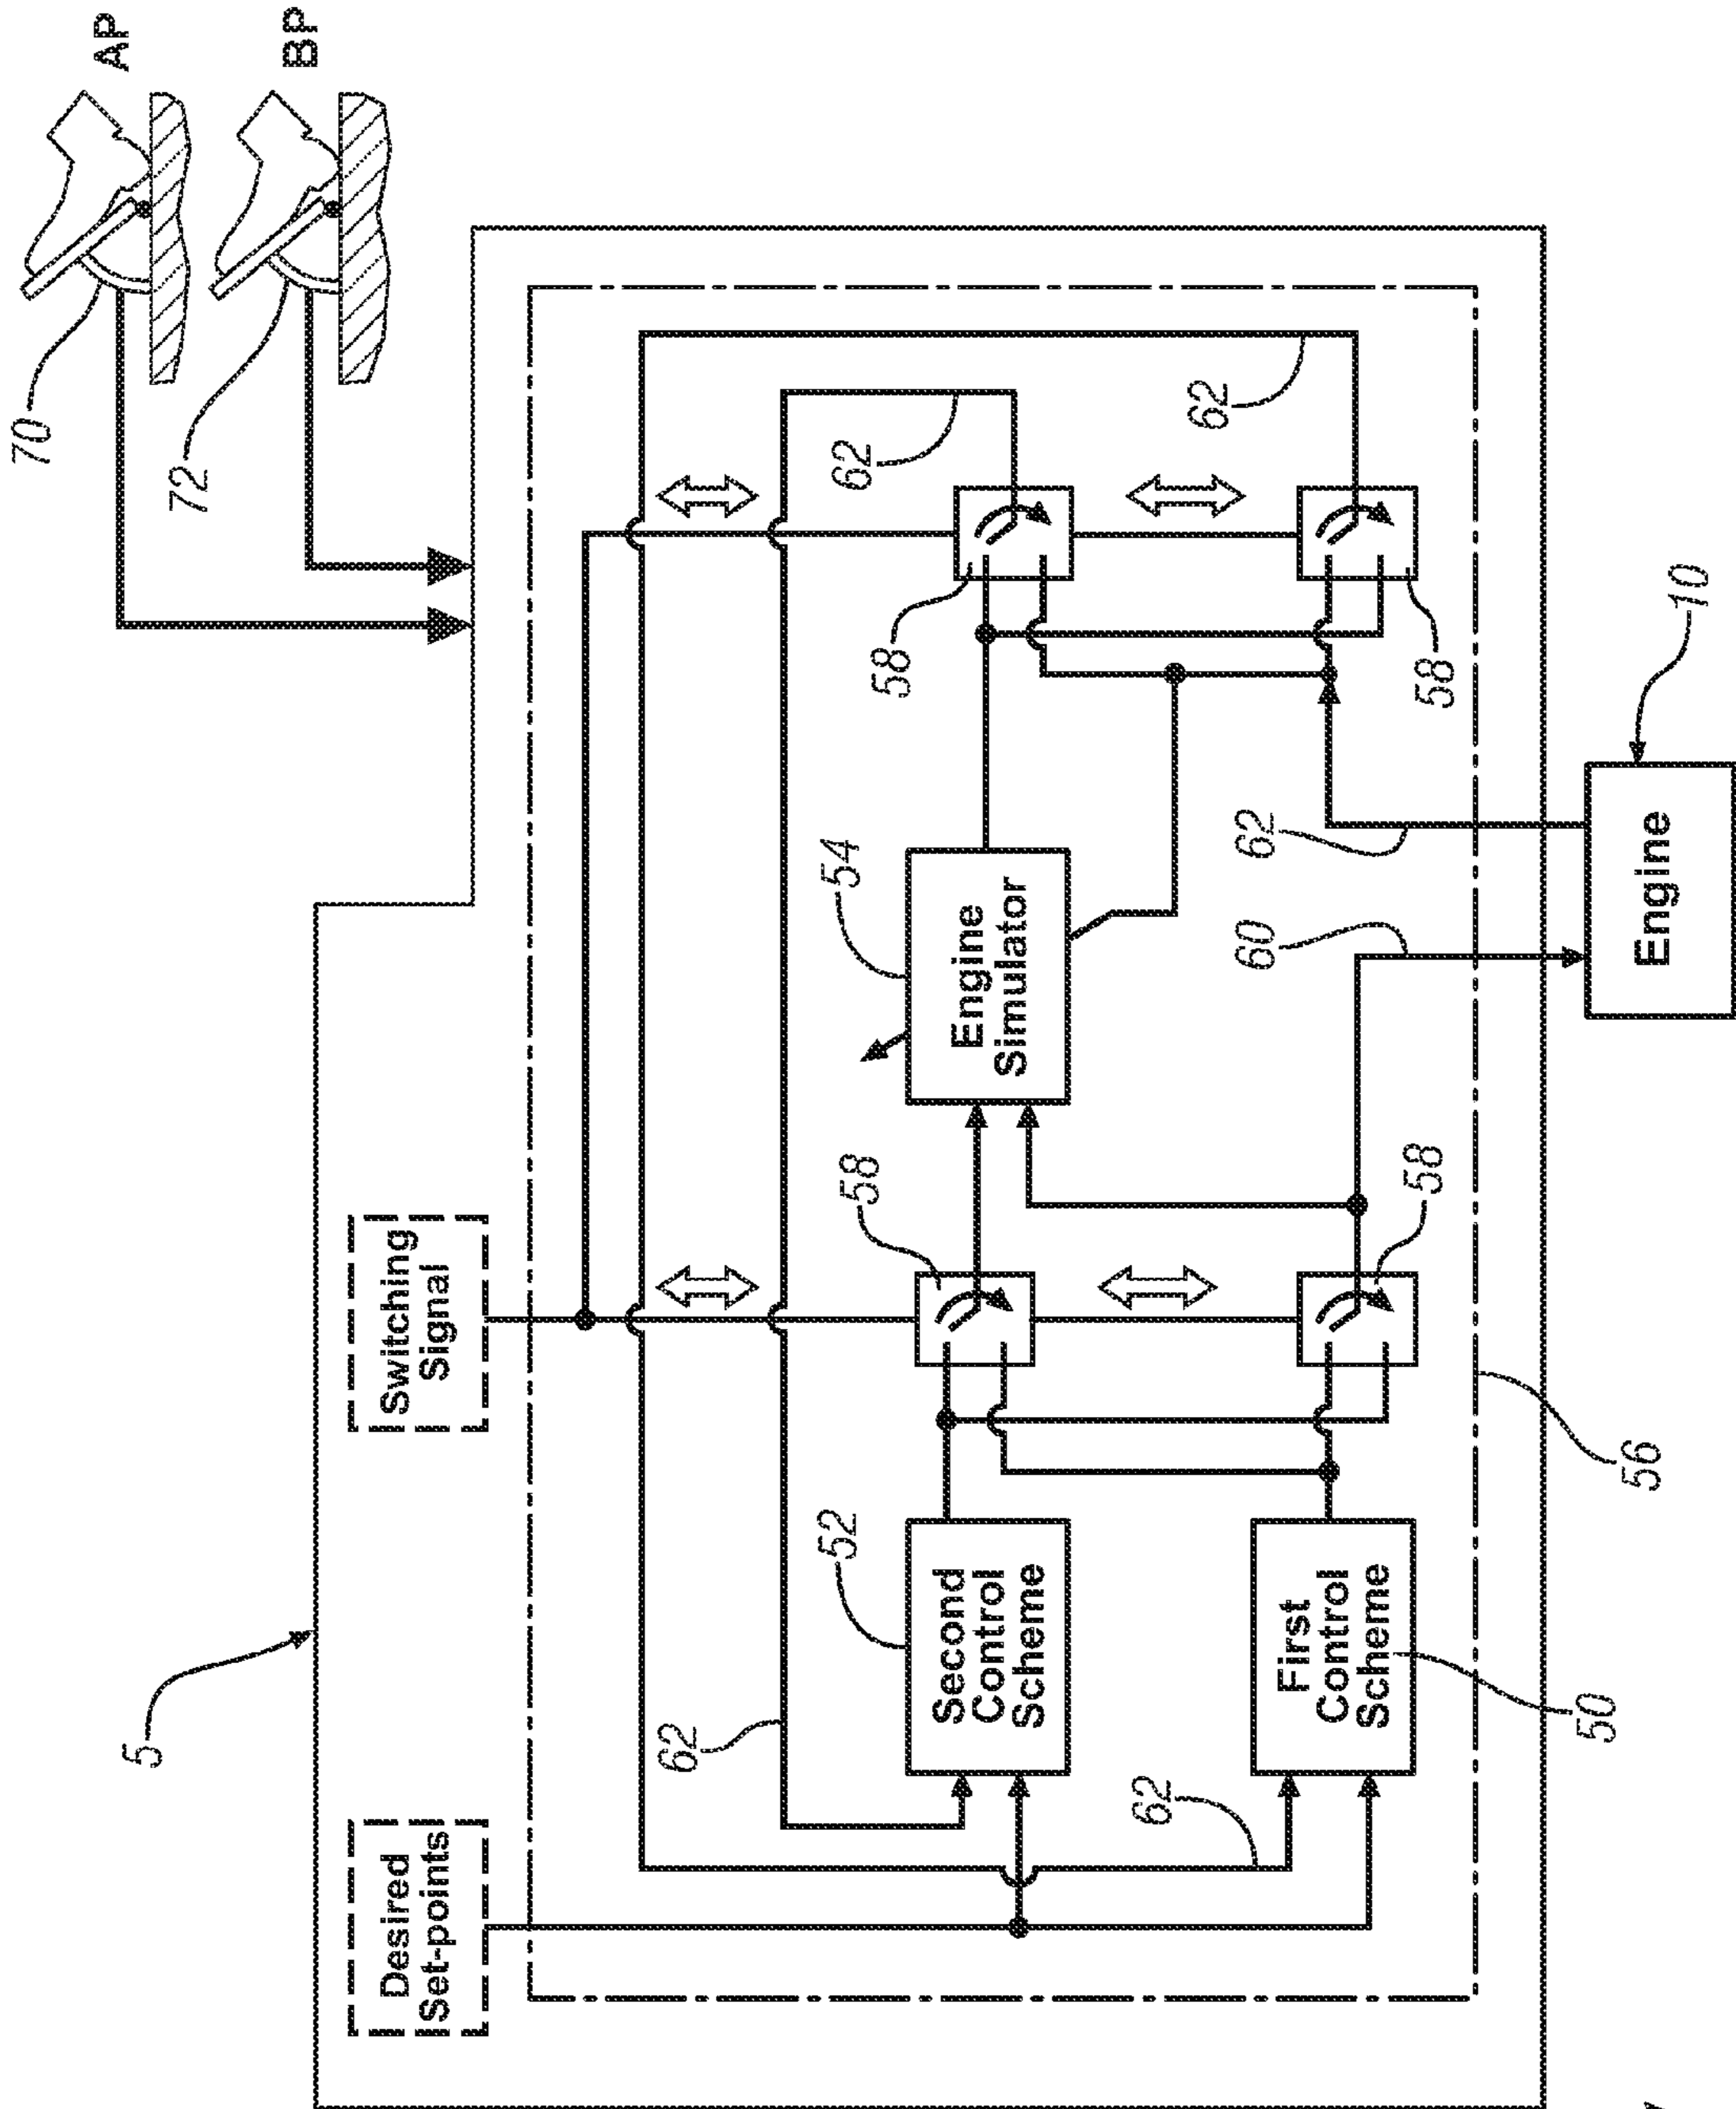 70
AP
5
72
BP
Desired
Set-points
Switching
Signal
62
52
58
54
58
62
Second
Control
Scheme
Engine
Simulator
62
62
60
62
First
Control
Scheme
58
58
50
56
Engine
10